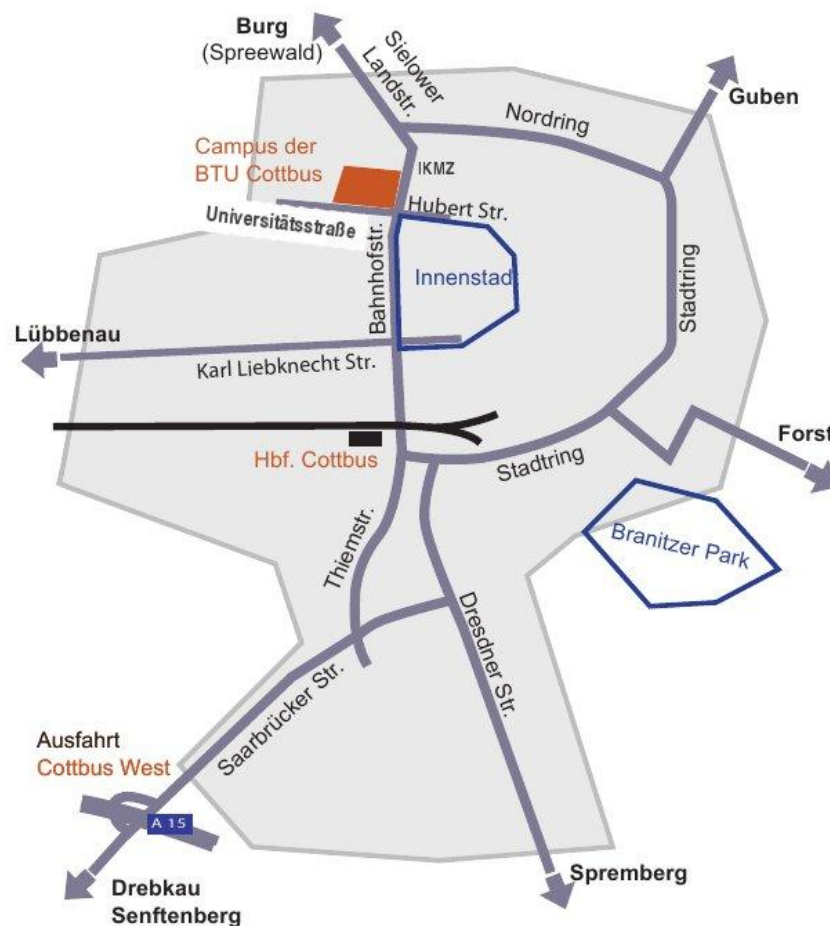 Burg
(Spreewald)
Sielower
Landstr.
Nordring
Guben
Campus der
BTU Cottbus
IKMZ
Hubert Str.
Universitätsstraße
Bahnhofstr.
Innenstad
Stadtring
Lübbenau
Karl Liebknecht Str.
Hbf. Cottbus
Stadtring
Forst
Branitzer Park
Thiemstr.
Dresdner Str.
Saarbrücker Str.
Ausfahrt
Cottbus West
A 15
Drebkau
Senftenberg
Spremberg